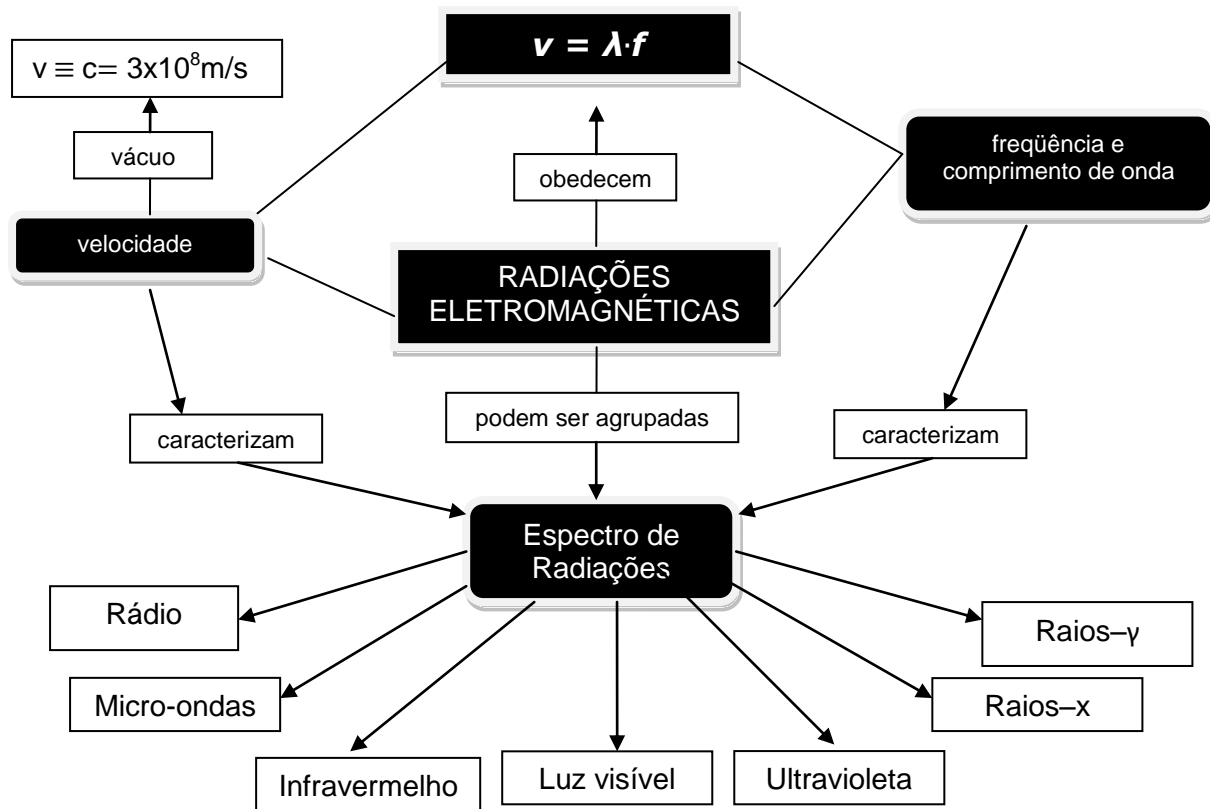 v = λ·f
v ≡ c= 3x10⁸m/s
vácuo
obedecem
freqüência e
comprimento de onda
velocidade
RADIAÇÕES
ELETROMAGNÉTICAS
caracterizam
podem ser agrupadas
caracterizam
Espectro de
Radiações
Rádio
Raios–γ
Micro-ondas
Raios–x
Infravermelho
Luz visível
Ultravioleta